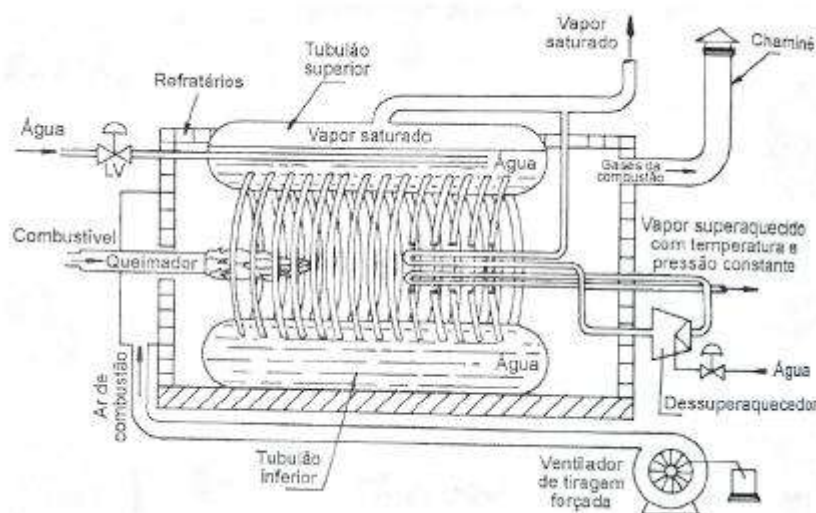 Vapor
saturado
Chaminé
Tubulão
superior
Refratérios
Água
LV
Vapor saturado
Água
Gases da
combustão
Vapor superaquecido
com temperatura e
pressão constante
Combustível
Queimador
Água
Água
Dessuperaquecedor
Ar de
combustão
Tubulão
Inferior
Ventilador
de tiragem
forçada